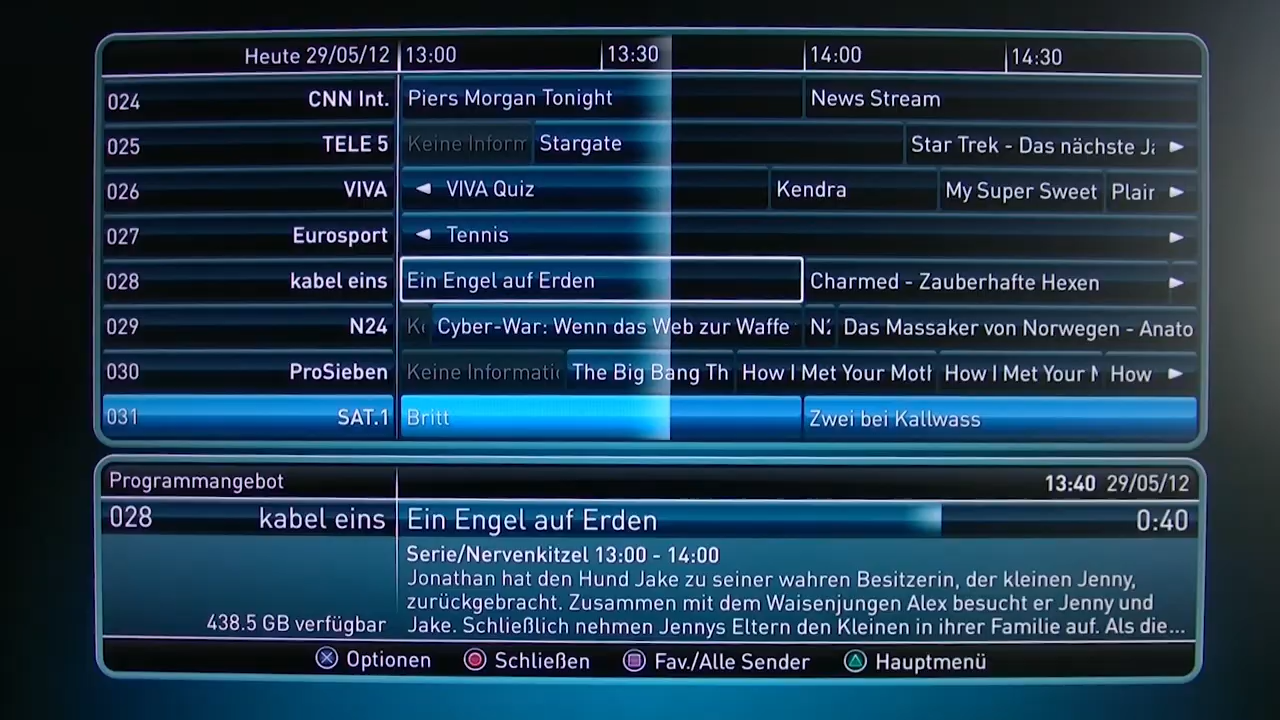 Heute 29/05/12 13:00 13:30 14:00 14:30
024 CNN Int. Piers Morgan Tonight News Stream
025 TELE 5 Keine Inform Stargate Star Trek - Das nächste Ja
026 VIVA VIVA Quiz Kendra My Super Sweet Plair
027 Eurosport Tennis
028 kabel eins Ein Engel auf Erden Charmed - Zauberhafte Hexen
029 N24 Ke Cyber-War: Wenn das Web zur Waffe N2 Das Massaker von Norwegen - Anato
030 ProSieben Keine Informatio The Big Bang Th How I Met Your Moth How I Met Your M How
031 SAT.1 Britt Zwei bei Kallwass
Programmangebot 13:40 29/05/12
028 kabel eins Ein Engel auf Erden 0:40
Serie/Nervenkitzel 13:00 - 14:00
Jonathan hat den Hund Jake zu seiner wahren Besitzerin, der kleinen Jenny,
zurückgebracht. Zusammen mit dem Waisenjungen Alex besucht er Jenny und
438.5 GB verfügbar Jake. Schließlich nehmen Jennys Eltern den Kleinen in ihrer Familie auf. Als die...
Optionen Schließen Fav./Alle Sender Hauptmenü